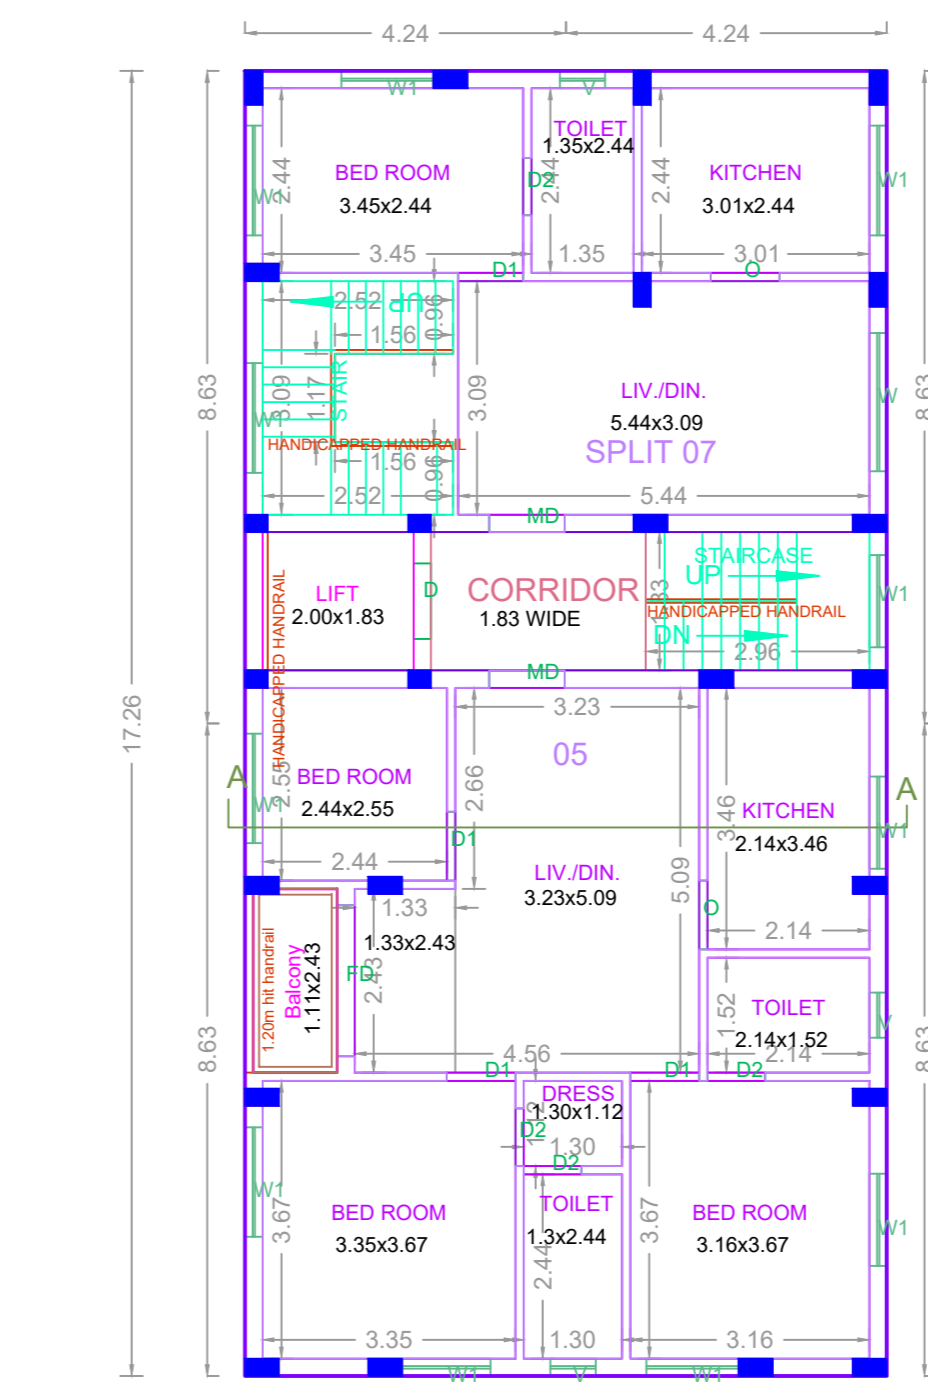 4.24
4.24
W1
V
TOILET
1.35x2.44
BED ROOM
3.45x2.44
KITCHEN
3.01x2.44
2.44
2.44
2.44
D2
W1
W1
3.45
1.35
3.01
D1
O
2.52
UP
0.96
1.56
8.63
8.63
3.09
1.17
STAIR
3.09
LIV./DIN.
5.44x3.09
SPLIT 07
W
W
HANDICAPPED HANDRAIL
1.56
0.96
2.52
5.44
MD
LIFT
2.00x1.83
D
CORRIDOR
1.83 WIDE
STAIRCASE
UP
HANDICAPPED HANDRAIL
DN
2.96
W1
HANDICAPPED HANDRAIL
MD
3.23
17.26
05
A
A
BED ROOM
2.44x2.55
2.55
W1
2.66
KITCHEN
2.14x3.46
3.46
W1
D1
2.44
LIV./DIN.
3.23x5.09
5.09
1.33
1.33x2.43
O
2.14
1.20m hit handrail
Balcony
1.11x2.43
FD
2.43
TOILET
2.14x1.52
1.52
2.14
V
8.63
8.63
4.56
D1
D1
D2
DRESS
1.30x1.12
1.12
D2
1.30
D2
W1
BED ROOM
3.35x3.67
3.67
TOILET
1.3x2.44
2.44
BED ROOM
3.16x3.67
3.67
W1
3.35
1.30
3.16
W1
V
W1